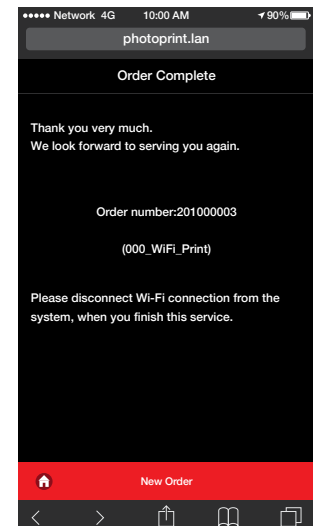 Network 4G 10:00 AM 90%
photoprint.lan
Order Complete
Thank you very much.
We look forward to serving you again.
Order number:201000003
(000_WiFi_Print)
Please disconnect Wi-Fi connection from the
system, when you finish this service.
New Order